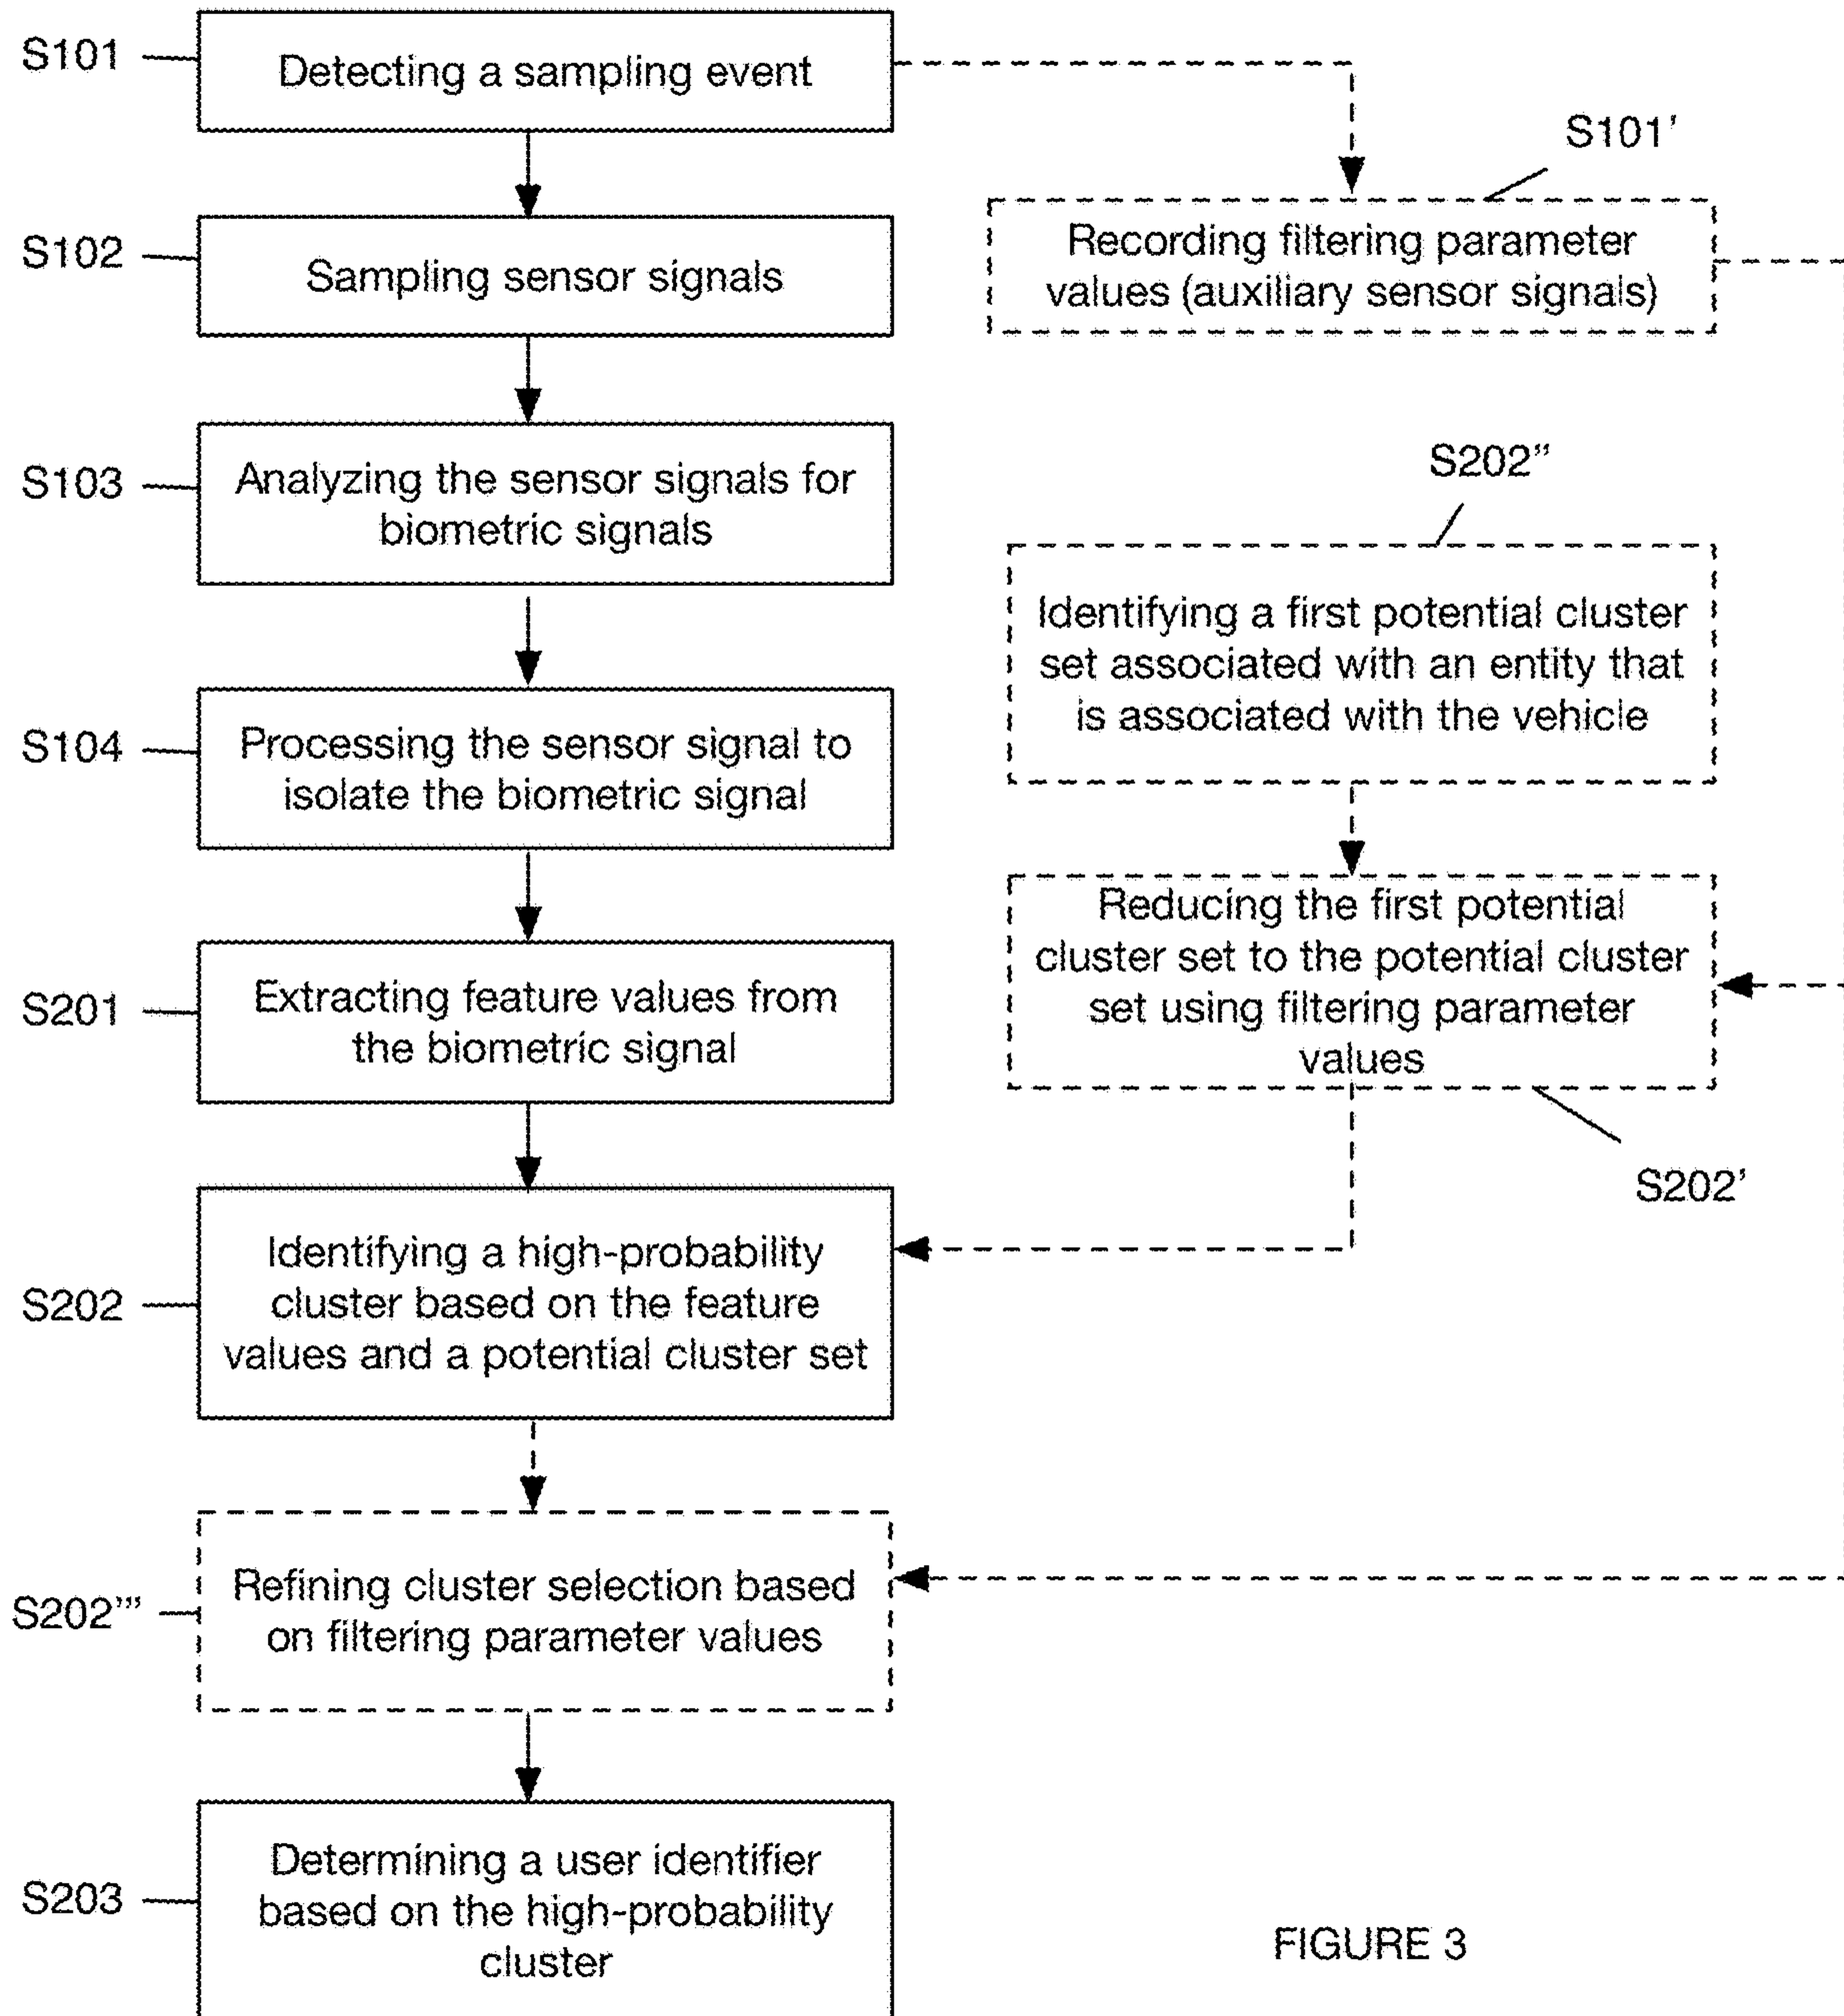 S101
Detecting a sampling event
S101’
Recording filtering parameter
values (auxiliary sensor signals)
S102
Sampling sensor signals
S103
Analyzing the sensor signals for
biometric signals
S202”
Identifying a first potential cluster
set associated with an entity that
is associated with the vehicle
S104
Processing the sensor signal to
isolate the biometric signal
Reducing the first potential
cluster set to the potential cluster
set using filtering parameter
values
S202’
S201
Extracting feature values from
the biometric signal
S202
Identifying a high-probability
cluster based on the feature
values and a potential cluster set
S202’”
Refining cluster selection based
on filtering parameter values
S203
Determining a user identifier
based on the high-probability
cluster
FIGURE 3